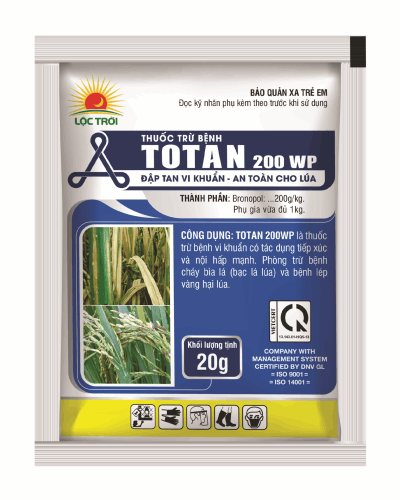 BẢO QUẢN XA TRẺ EM
Đọc kỹ nhãn phụ kèm theo trước khi sử dụng
LỘC TRỜI
THUỐC TRỪ BỆNH
TOTAN 200 WP
ĐẬP TAN VI KHUẨN - AN TOÀN CHO LÚA
THÀNH PHẦN: Bronopol: ...200g/kg.
Phụ gia vừa đủ 1kg.
CÔNG DỤNG: TOTAN 200WP là thuốc
trừ bệnh vi khuẩn có tác dụng tiếp xúc
và nội hấp mạnh. Phòng trừ bệnh
cháy bìa lá (bạc lá lúa) và bệnh lép
vàng hại lúa.
Khối lượng tịnh
20g
VIETCERT
COMPANY WITH
MANAGEMENT SYSTEM
CERTIFIED BY DNV GL
= ISO 9001 =
= ISO 14001 =